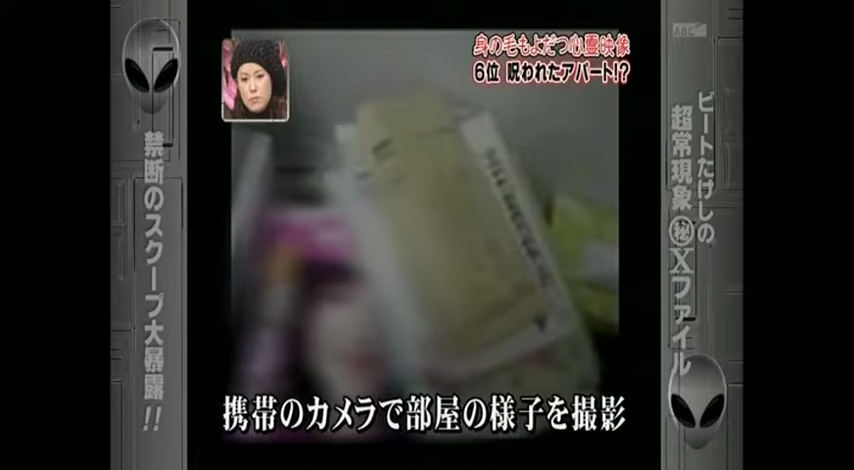 ABC
身の毛もよだつ心霊映像
6位 呪われたアパート!?
ビートたけしの
超常現象㊙Xファイル
禁断のスクープ大暴露!!
携帯のカメラで部屋の様子を撮影